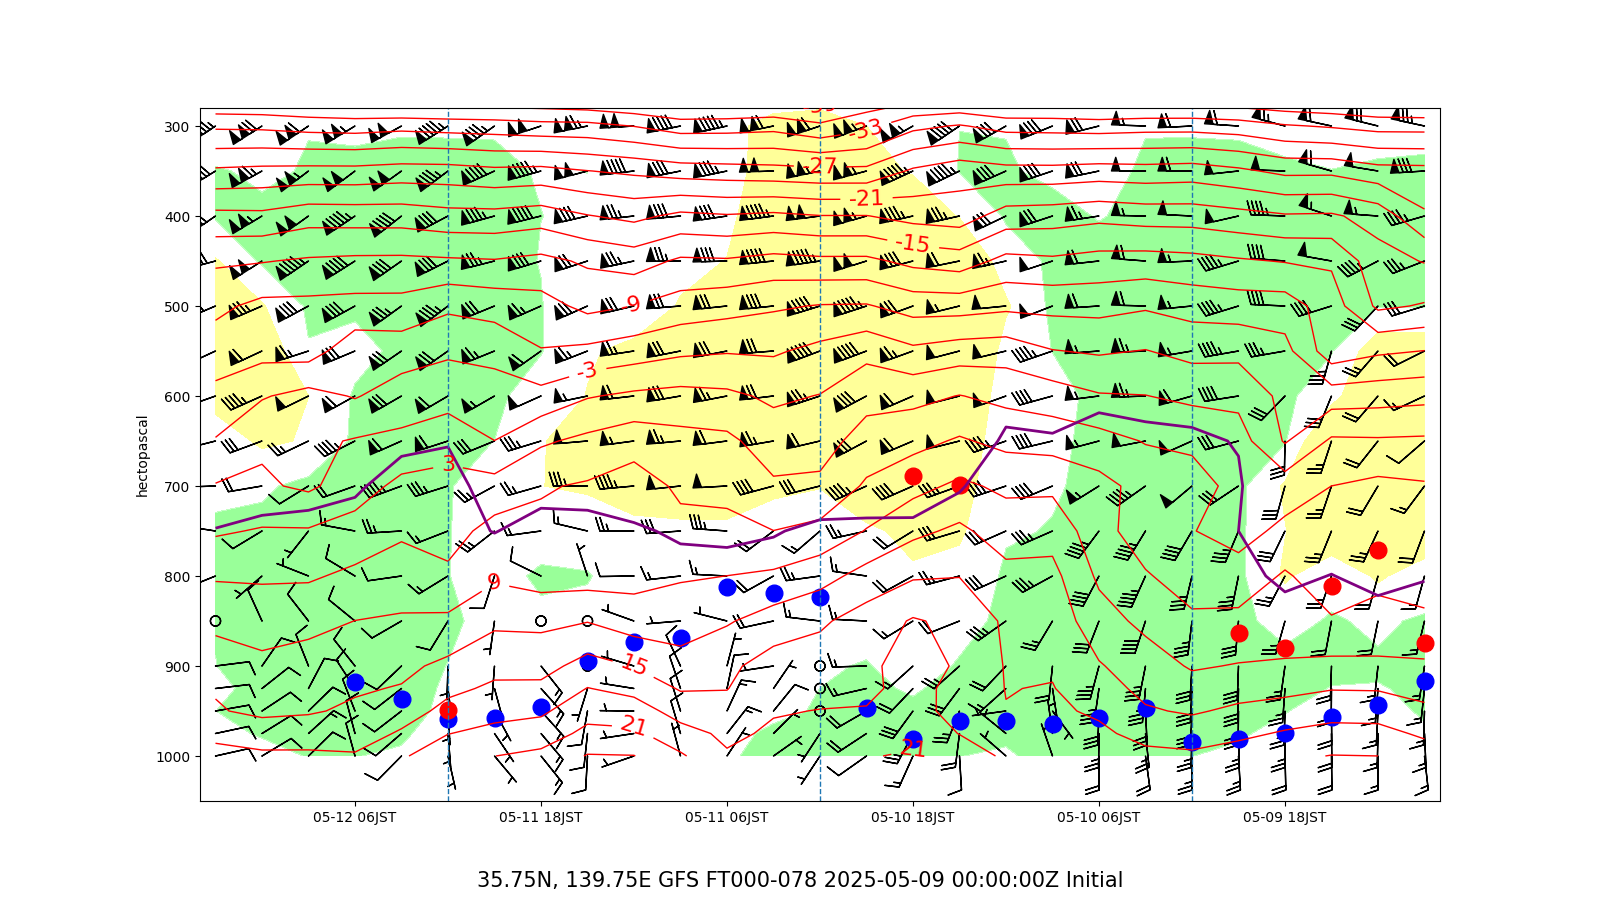 300
400
500
600
700
800
900
1000
hectopascal
-33
-27
-21
-15
-9
-3
3
9
15
21
21
05-12 06JST
05-11 18JST
05-11 06JST
05-10 18JST
05-10 06JST
05-09 18JST
35.75N, 139.75E GFS FT000-078 2025-05-09 00:00:00Z Initial